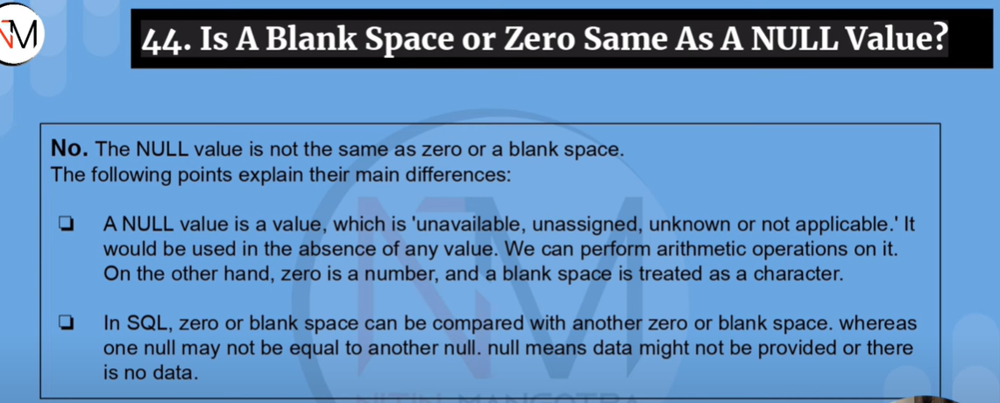 NM
44. Is A Blank Space or Zero Same As A NULL Value?
No. The NULL value is not the same as zero or a blank space.
The following points explain their main differences:
❑ A NULL value is a value, which is 'unavailable, unassigned, unknown or not applicable.' It
would be used in the absence of any value. We can perform arithmetic operations on it.
On the other hand, zero is a number, and a blank space is treated as a character.
❑ In SQL, zero or blank space can be compared with another zero or blank space. whereas
one null may not be equal to another null. null means data might not be provided or there
is no data.
NM